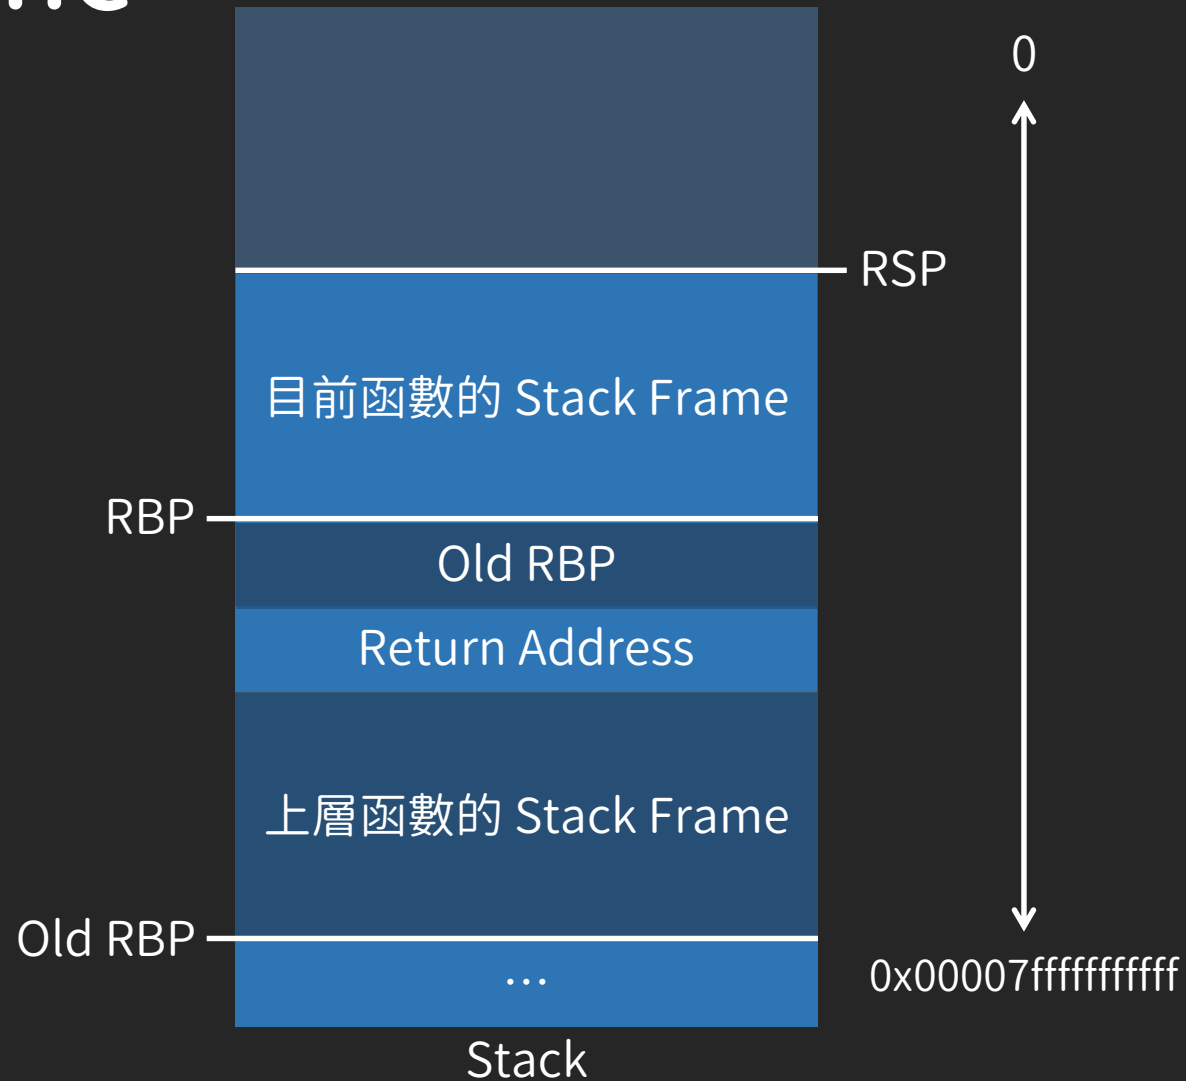 0
RSP
目前函數的 Stack Frame
RBP
Old RBP
Return Address
上層函數的 Stack Frame
Old RBP
...
0x00007fffffffffff
Stack